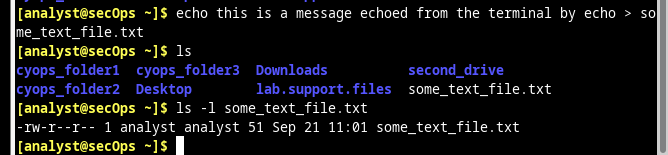 [analyst@secOps ~]$ echo this is a message echoed from the terminal by echo > so
me_text_file.txt
[analyst@secOps ~]$ ls
cyops_folder1  cyops_folder3  Downloads          second_drive
cyops_folder2  Desktop        lab.support.files  some_text_file.txt
[analyst@secOps ~]$ ls -l some_text_file.txt
-rw-r--r-- 1 analyst analyst 51 Sep 21 11:01 some_text_file.txt
[analyst@secOps ~]$